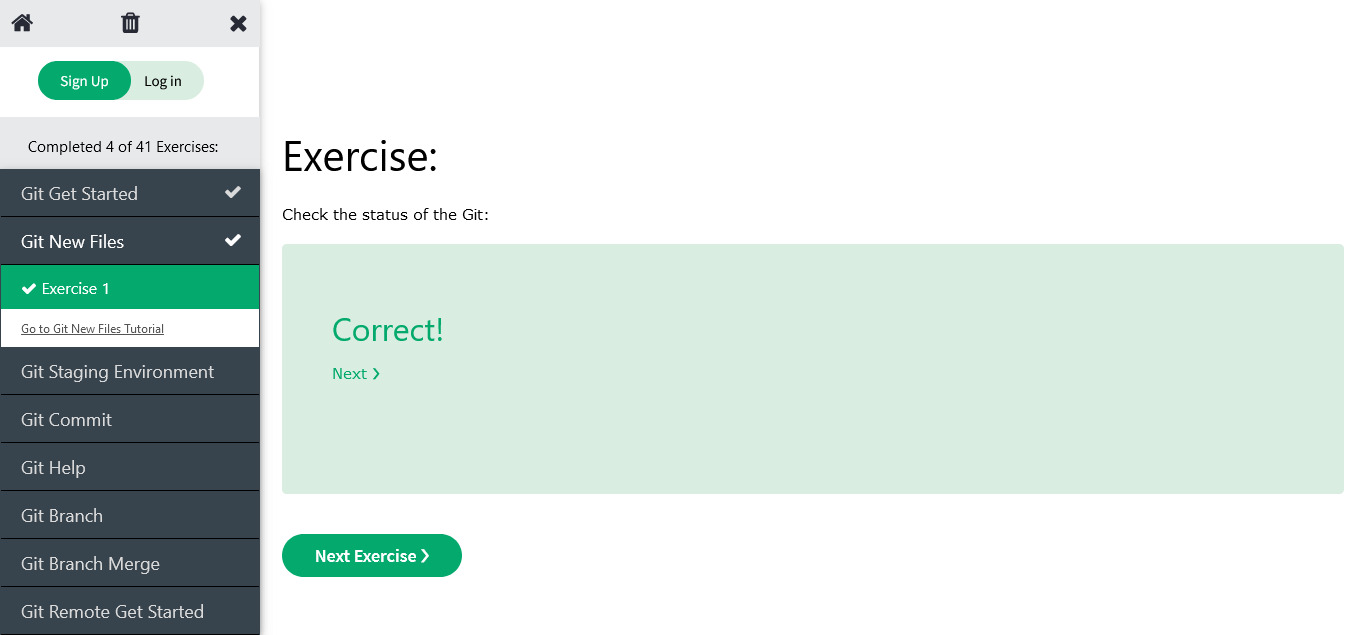 Sign Up
Log in
Completed 4 of 41 Exercises:
Git Get Started
Git New Files
Exercise 1
Go to Git New Files Tutorial
Git Staging Environment
Git Commit
Git Help
Git Branch
Git Branch Merge
Git Remote Get Started
Exercise:
Check the status of the Git:
Correct!
Next ❯
Next Exercise ❯